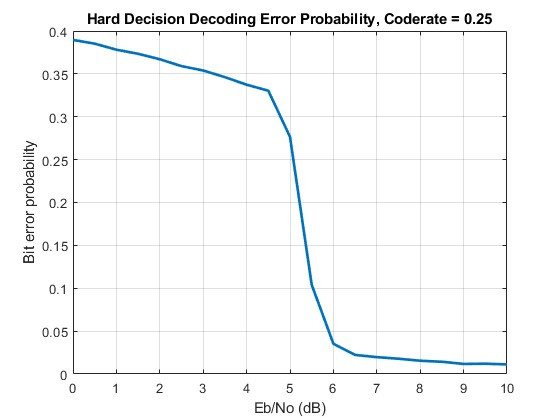 Hard Decision Decoding Error Probability, Coderate = 0.25
Bit error probability
0.4
0.35
0.3
0.25
0.2
0.15
0.1
0.05
0
0 1 2 3 4 5 6 7 8 9 10
Eb/No (dB)